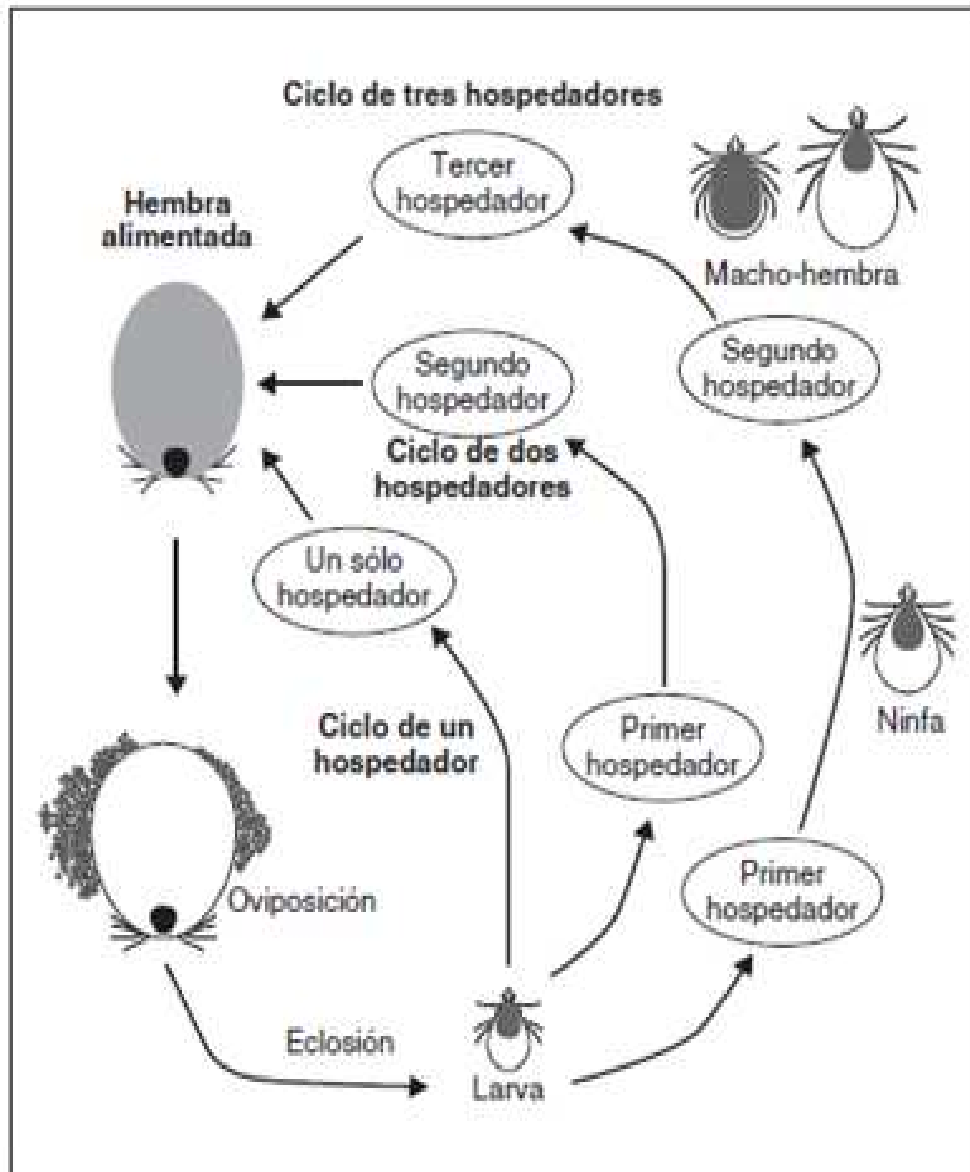 Ciclo de tres hospedadores
Tercer
hospedador
Hembra
alimentada
Macho-hembra
Segundo
hospedador
Segundo
hospedador
Ciclo de dos
hospedadores
Un sólo
hospedador
Ninfa
Ciclo de un
hospedador
Primer
hospedador
Primer
hospedador
Oviposición
Eclosión
Larva